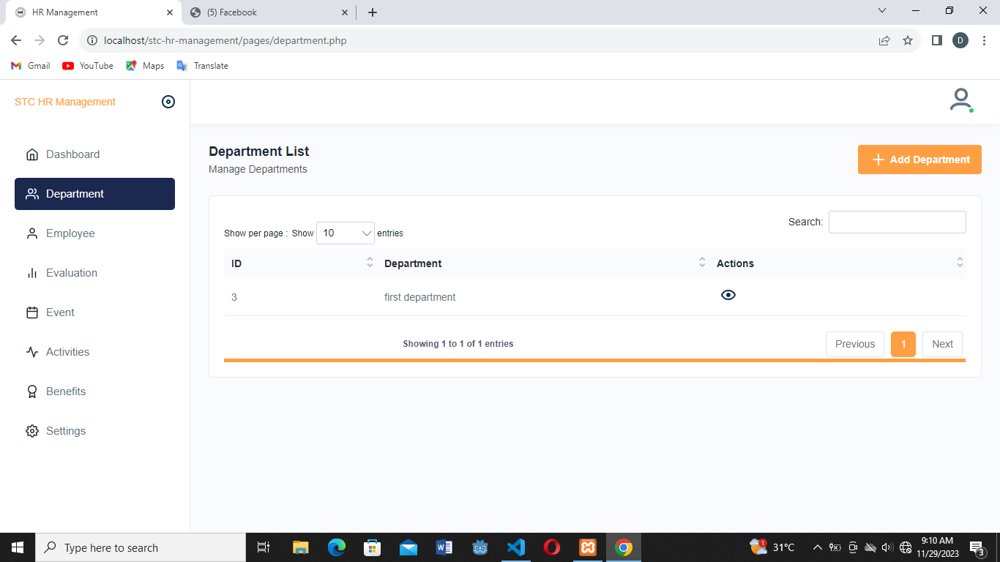 HR Management
(5) Facebook
localhost/stc-hr-management/pages/department.php
D
Gmail
YouTube
Maps
Translate
STC HR Management
Dashboard
Department
Employee
Evaluation
Event
Activities
Benefits
Settings
Department List
Manage Departments
Add Department
Show per page : Show 10 entries
Search:
ID Department Actions
3 first department
Showing 1 to 1 of 1 entries
Previous 1 Next
Type here to search
1
31°C
9:10 AM
11/29/2023
3